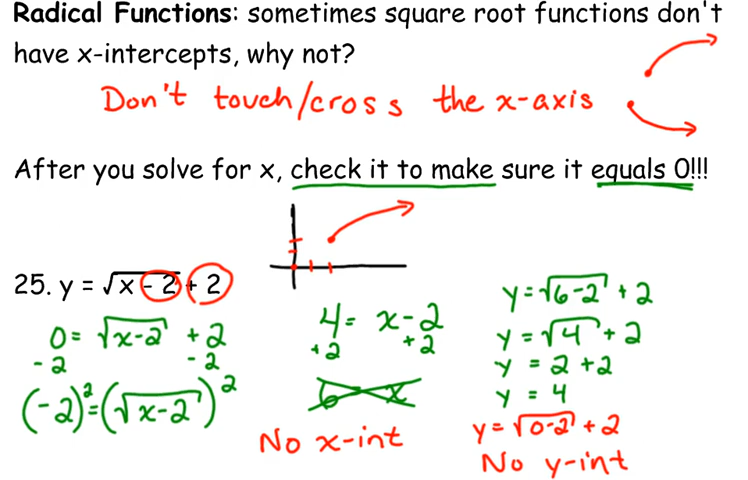 Radical Functions: sometimes square root functions don't
have x-intercepts, why not?
Don't touch/cross the x-axis
After you solve for x, check it to make sure it equals 0!!!
25. y = √x - 2 + 2
0 = √x-2 + 2
- 2 - 2
(-2)² = (√x-2)²
4 = x - 2
+2 +2
6 = x
No x-int
y = √6-2 + 2
y = √4 + 2
y = 2 + 2
y = 4
y = √0-2 + 2
No y-int